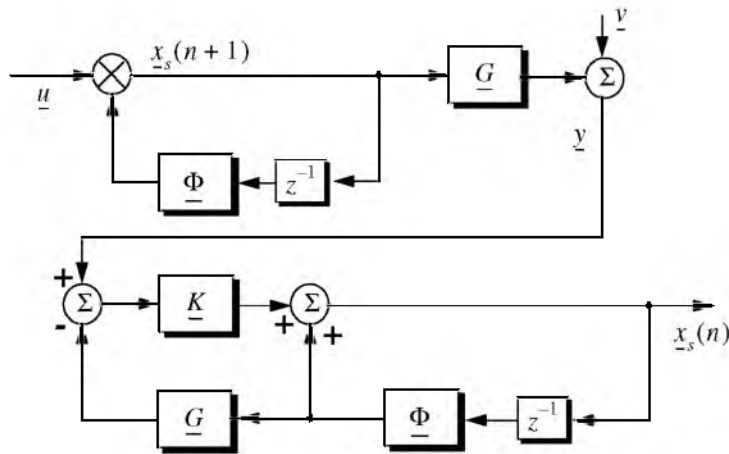 v
x_s(n+1)
u
G
Σ
y
Φ
z⁻¹
+
Σ
-
K
+
Σ
+
x_s(n)
G
Φ
z⁻¹